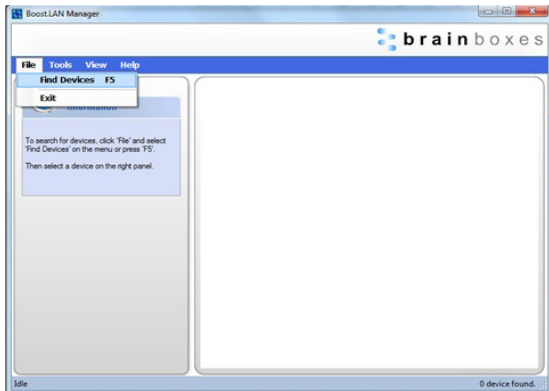 Boost.LAN Manager
brainboxes
File Tools View Help
Find Devices F5
Exit
Information
To search for devices, click 'File' and select
'Find Devices' on the menu or press 'F5'.
Then select a device on the right panel.
Idle
0 device found.